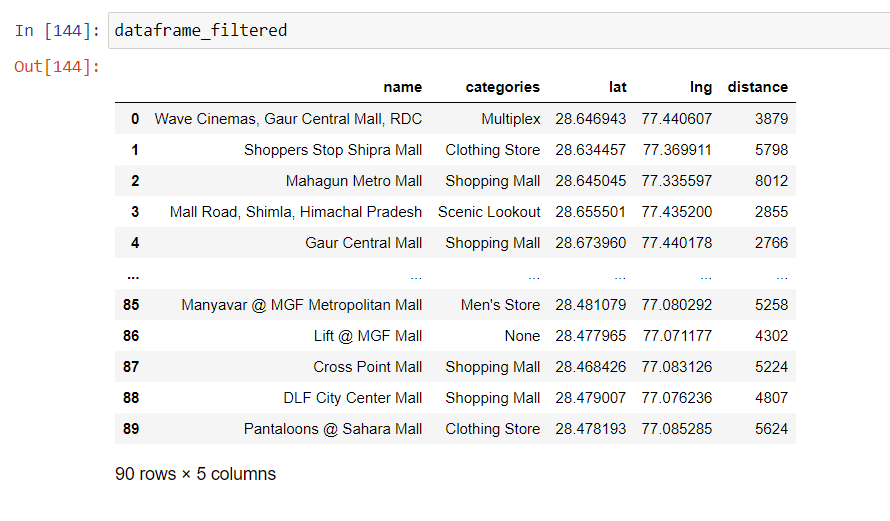 In [144]: dataframe_filtered
Out[144]:
name categories lat lng distance
0 Wave Cinemas, Gaur Central Mall, RDC Multiplex 28.646943 77.440607 3879
1 Shoppers Stop Shipra Mall Clothing Store 28.634457 77.369911 5798
2 Mahagun Metro Mall Shopping Mall 28.645045 77.335597 8012
3 Mall Road, Shimla, Himachal Pradesh Scenic Lookout 28.655501 77.435200 2855
4 Gaur Central Mall Shopping Mall 28.673960 77.440178 2766
... ... ... ... ... ...
85 Manyavar @ MGF Metropolitan Mall Men's Store 28.481079 77.080292 5258
86 Lift @ MGF Mall None 28.477965 77.071177 4302
87 Cross Point Mall Shopping Mall 28.468426 77.083126 5224
88 DLF City Center Mall Shopping Mall 28.479007 77.076236 4807
89 Pantaloons @ Sahara Mall Clothing Store 28.478193 77.085285 5624
90 rows × 5 columns